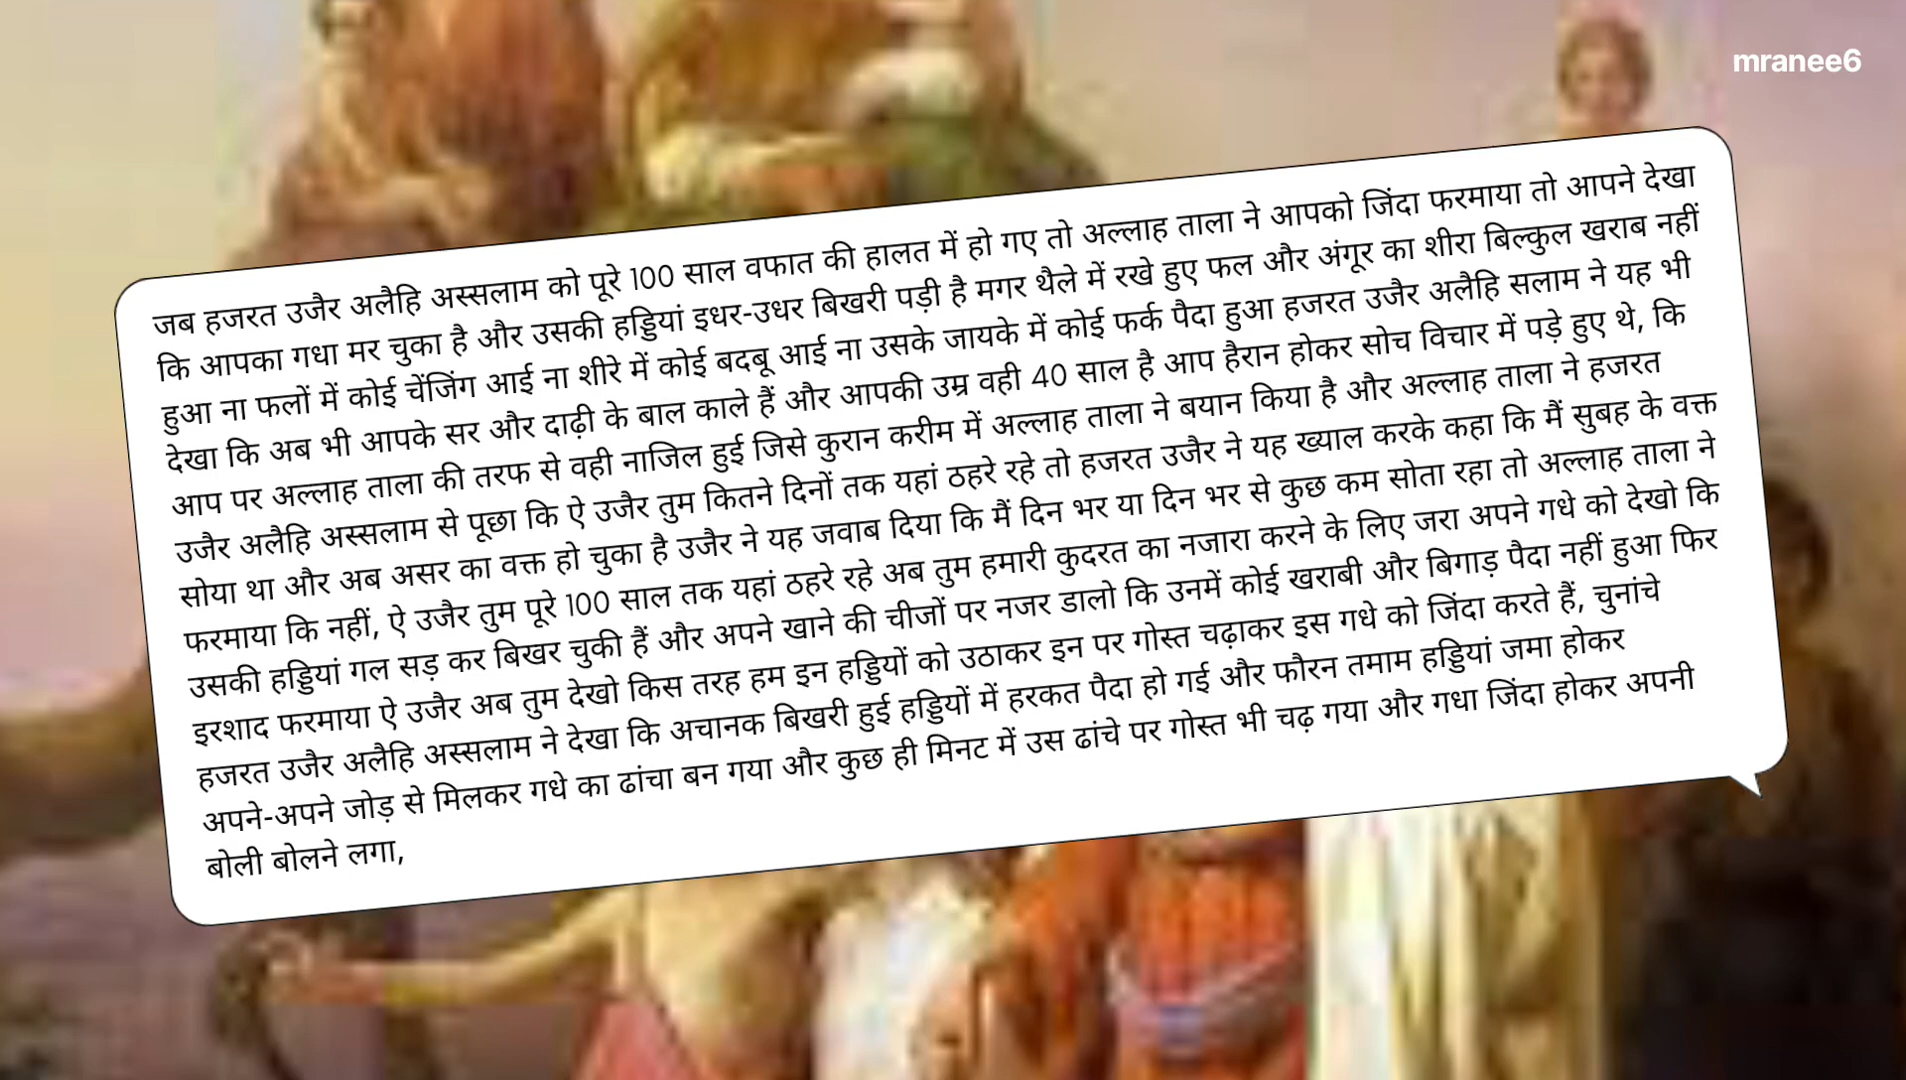 mranee6
जब हजरत उजैर अलैहि अस्सलाम को पूरे 100 साल वफात की हालत में हो गए तो अल्लाह ताला ने आपको जिंदा फरमाया तो आपने देखा
कि आपका गधा मर चुका है और उसकी हड्डियां इधर-उधर बिखरी पड़ी है मगर थैले में रखे हुए फल और अंगूर का शीरा बिल्कुल खराब नहीं
हुआ ना फलों में कोई चेंजिंग आई ना शीरे में कोई बदबू आई ना उसके जायके में कोई फर्क पैदा हुआ हजरत उजैर अलैहि सलाम ने यह भी
देखा कि अब भी आपके सर और दाढ़ी के बाल काले हैं और आपकी उम्र वही 40 साल है आप हैरान होकर सोच विचार में पड़े हुए थे, कि
आप पर अल्लाह ताला की तरफ से वही नाजिल हुई जिसे कुरान करीम में अल्लाह ताला ने बयान किया है और अल्लाह ताला ने हजरत
उजैर अलैहि अस्सलाम से पूछा कि ऐ उजैर तुम कितने दिनों तक यहां ठहरे रहे तो हजरत उजैर ने यह ख्याल करके कहा कि मैं सुबह के वक्त
सोया था और अब असर का वक्त हो चुका है उजैर ने यह जवाब दिया कि मैं दिन भर या दिन भर से कुछ कम सोता रहा तो अल्लाह ताला ने
फरमाया कि नहीं, ऐ उजैर तुम पूरे 100 साल तक यहां ठहरे रहे अब तुम हमारी कुदरत का नजारा करने के लिए जरा अपने गधे को देखो कि
उसकी हड्डियां गल सड़ कर बिखर चुकी हैं और अपने खाने की चीजों पर नजर डालो कि उनमें कोई खराबी और बिगाड़ पैदा नहीं हुआ फिर
इरशाद फरमाया ऐ उजैर अब तुम देखो किस तरह हम इन हड्डियों को उठाकर इन पर गोस्त चढ़ाकर इस गधे को जिंदा करते हैं, चुनांचे
हजरत उजैर अलैहि अस्सलाम ने देखा कि अचानक बिखरी हुई हड्डियों में हरकत पैदा हो गई और फौरन तमाम हड्डियां जमा होकर
अपने-अपने जोड़ से मिलकर गधे का ढांचा बन गया और कुछ ही मिनट में उस ढांचे पर गोस्त भी चढ़ गया और गधा जिंदा होकर अपनी
बोली बोलने लगा,